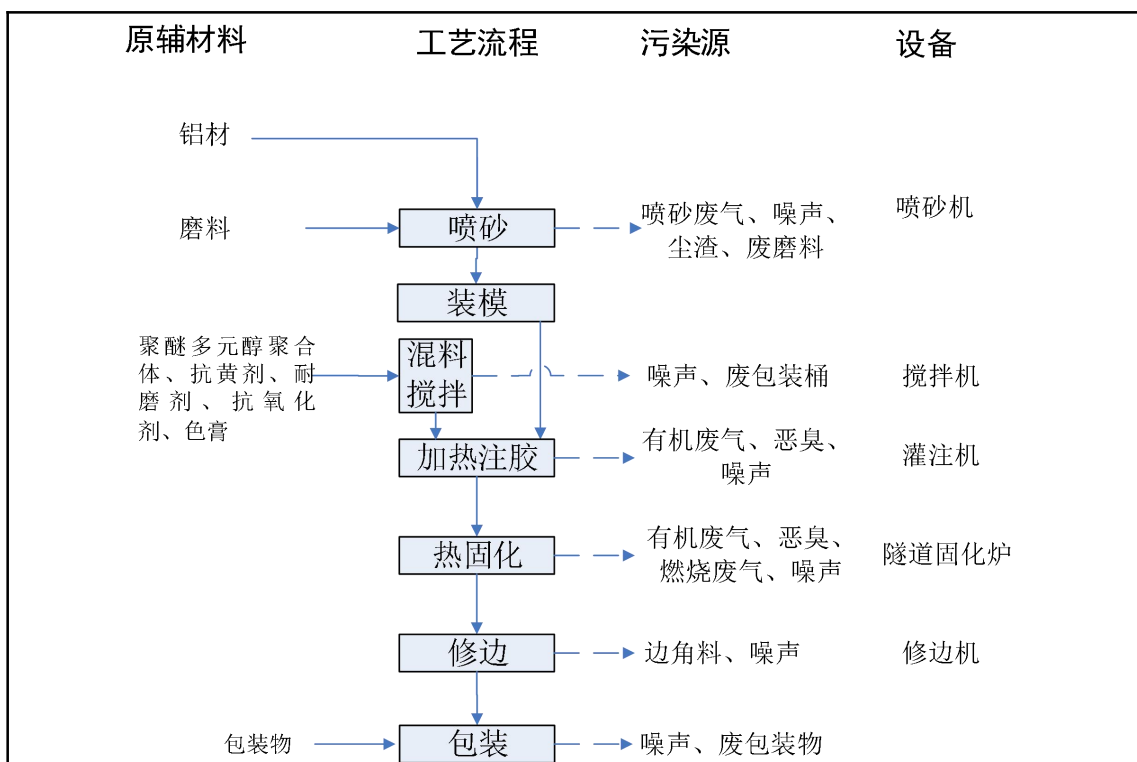 原辅材料
工艺流程
污染源
设备
铝材
磨料
喷砂
喷砂废气、噪声、
尘渣、废磨料
喷砂机
装模
聚醚多元醇聚合
体、抗黄剂、耐
磨剂、抗氧化
剂、色膏
混料
搅拌
噪声、废包装桶
搅拌机
加热注胶
有机废气、恶臭、
噪声
灌注机
热固化
有机废气、恶臭、
燃烧废气、噪声
隧道固化炉
修边
边角料、噪声
修边机
包装物
包装
噪声、废包装物